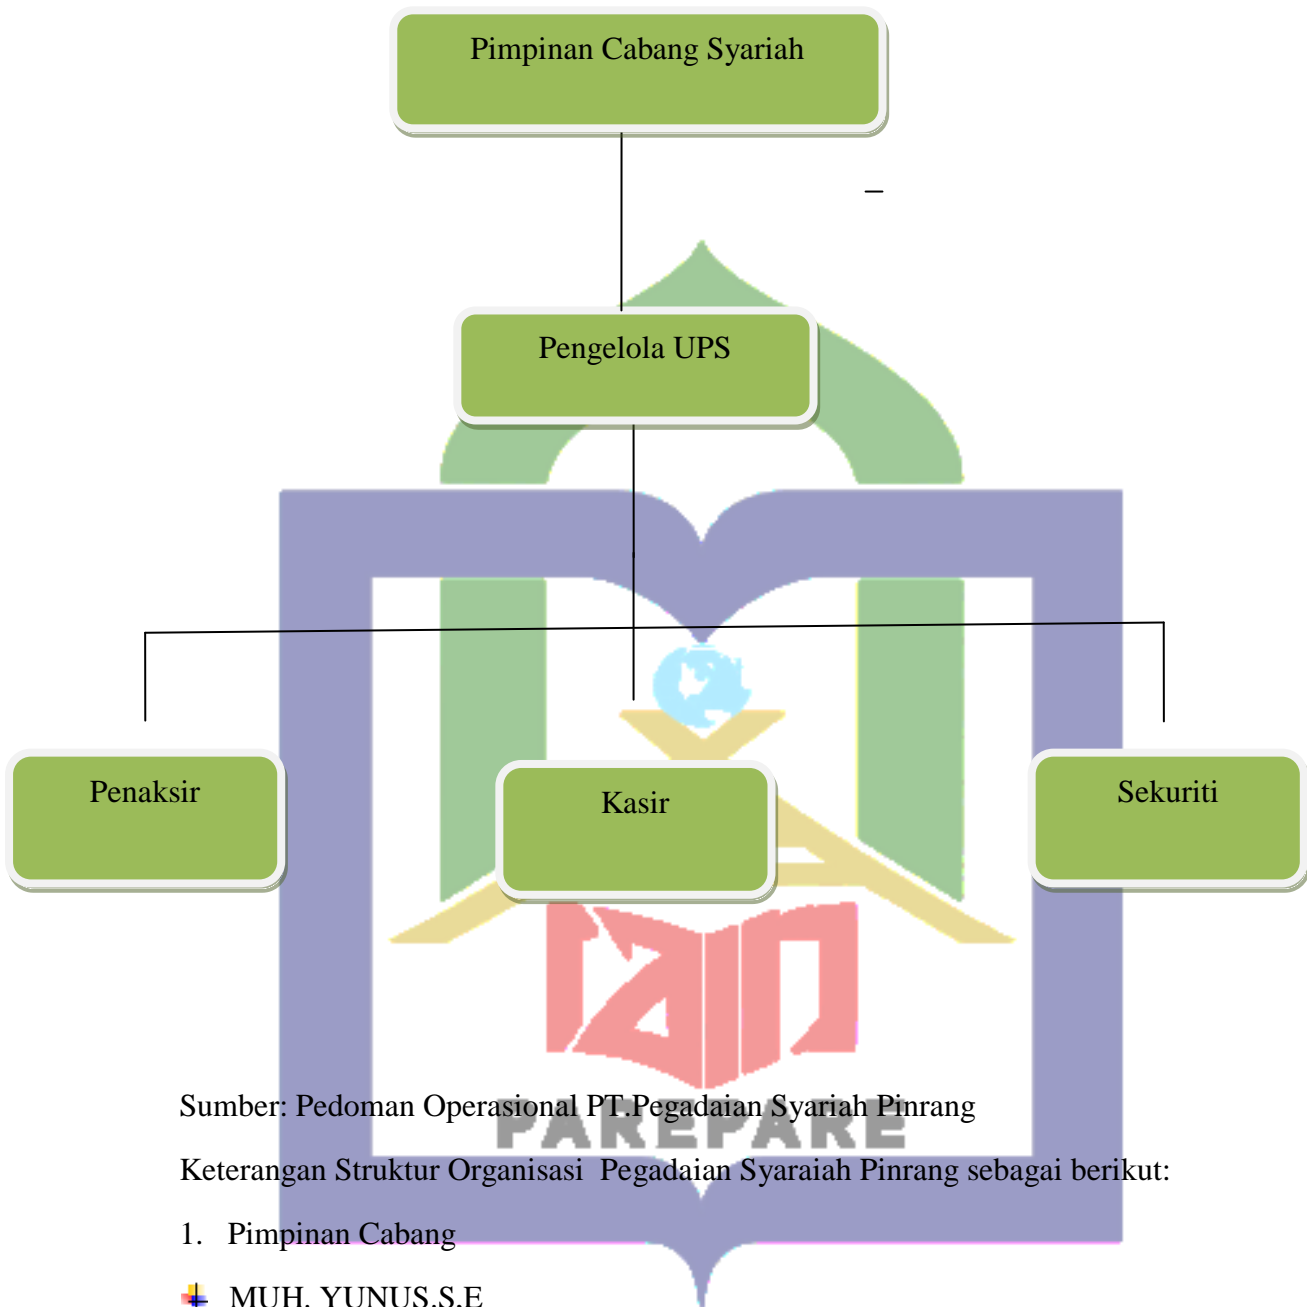 Pimpinan Cabang Syariah
Pengelola UPS
Penaksir
Kasir
Sekuriti
iain
PAREPARE
Sumber: Pedoman Operasional PT Pegadaian Syariah Pinrang
Keterangan Struktur Organisasi Pegadaian Syaraiah Pinrang sebagai berikut:
1. Pimpinan Cabang
MUH. YUNUS.S.E